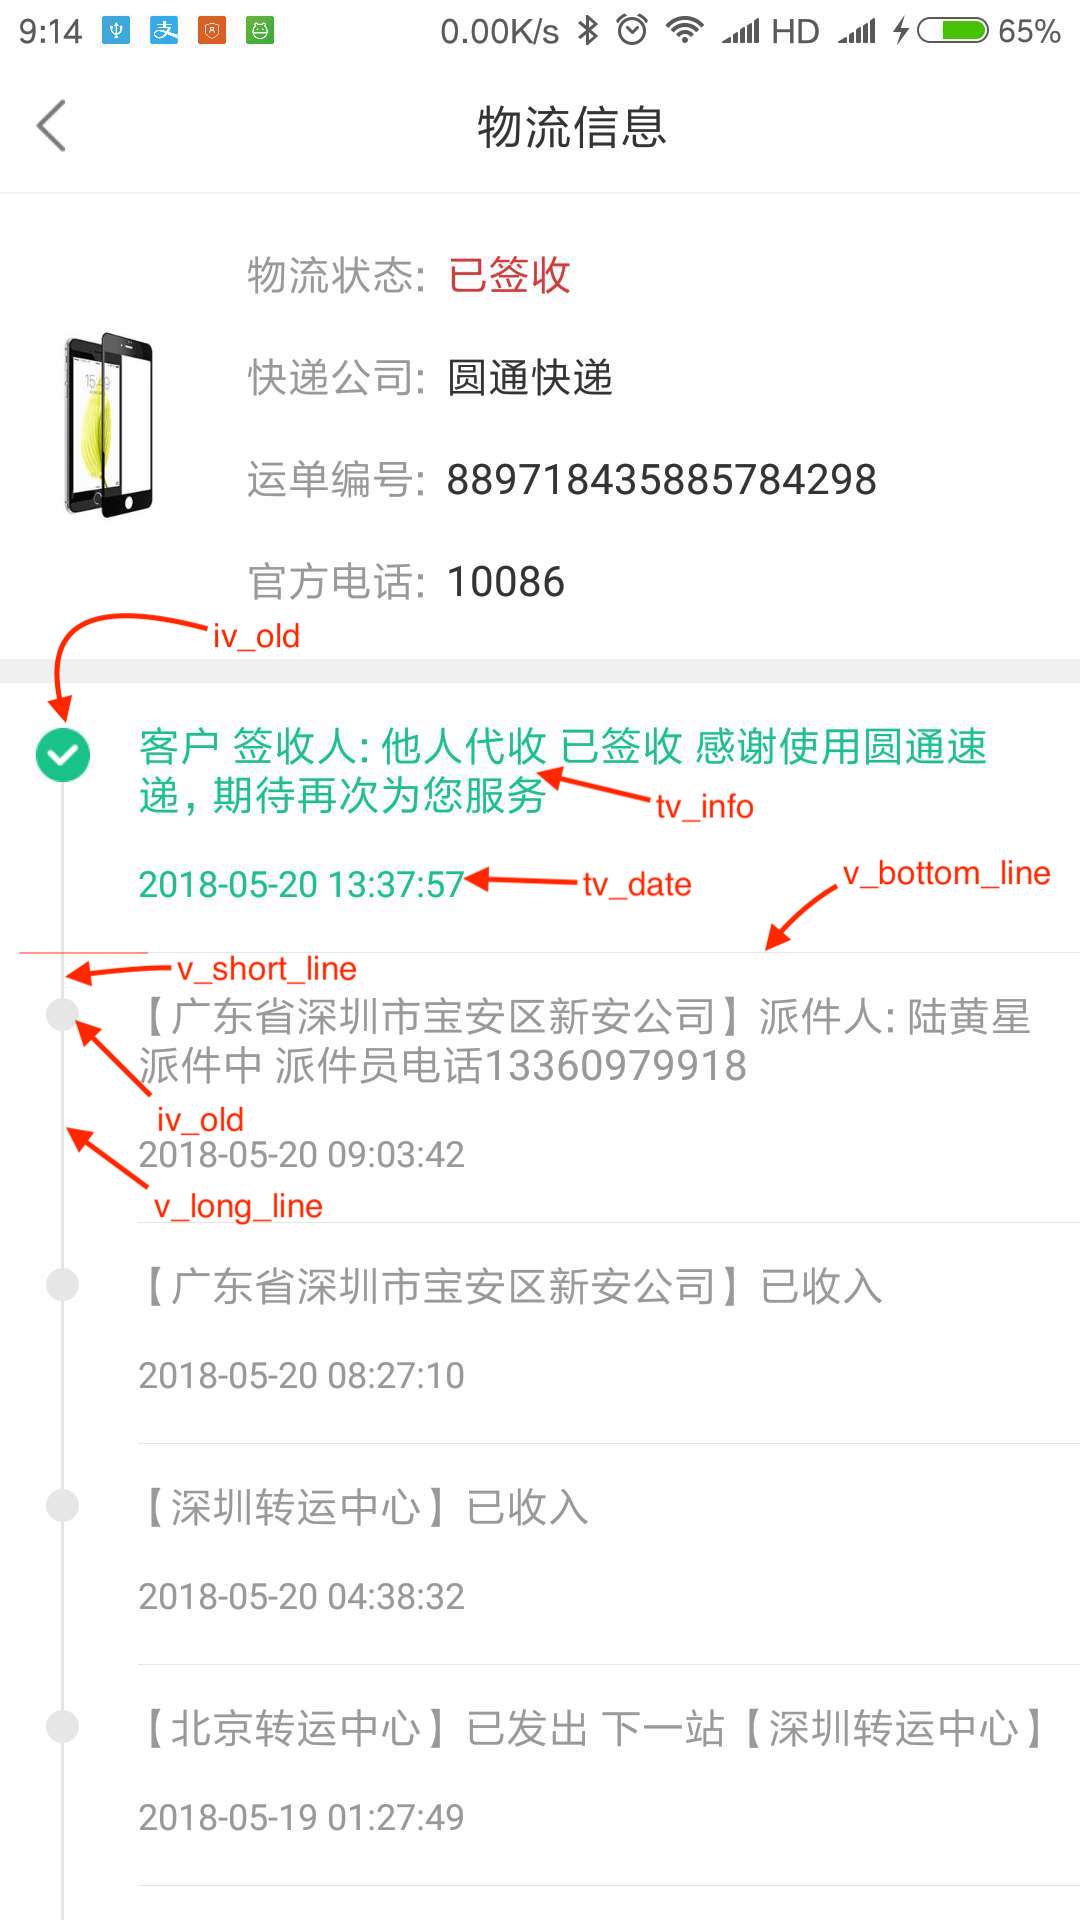 9:14 0.00K/s HD 65%
物流信息
物流状态: 已签收
15:49
快递公司: 圆通快递
运单编号: 889718435885784298
官方电话: 10086
iv_old
客户 签收人: 他人代收 已签收 感谢使用圆通速
递, 期待再次为您服务
tv_info
2018-05-20 13:37:57
tv_date
v_bottom_line
v_short_line
【广东省深圳市宝安区新安公司】派件人: 陆黄星
派件中 派件员电话13360979918
iv_old
2018-05-20 09:03:42
v_long_line
【广东省深圳市宝安区新安公司】已收入
2018-05-20 08:27:10
【深圳转运中心】已收入
2018-05-20 04:38:32
【北京转运中心】已发出 下一站【深圳转运中心】
2018-05-19 01:27:49